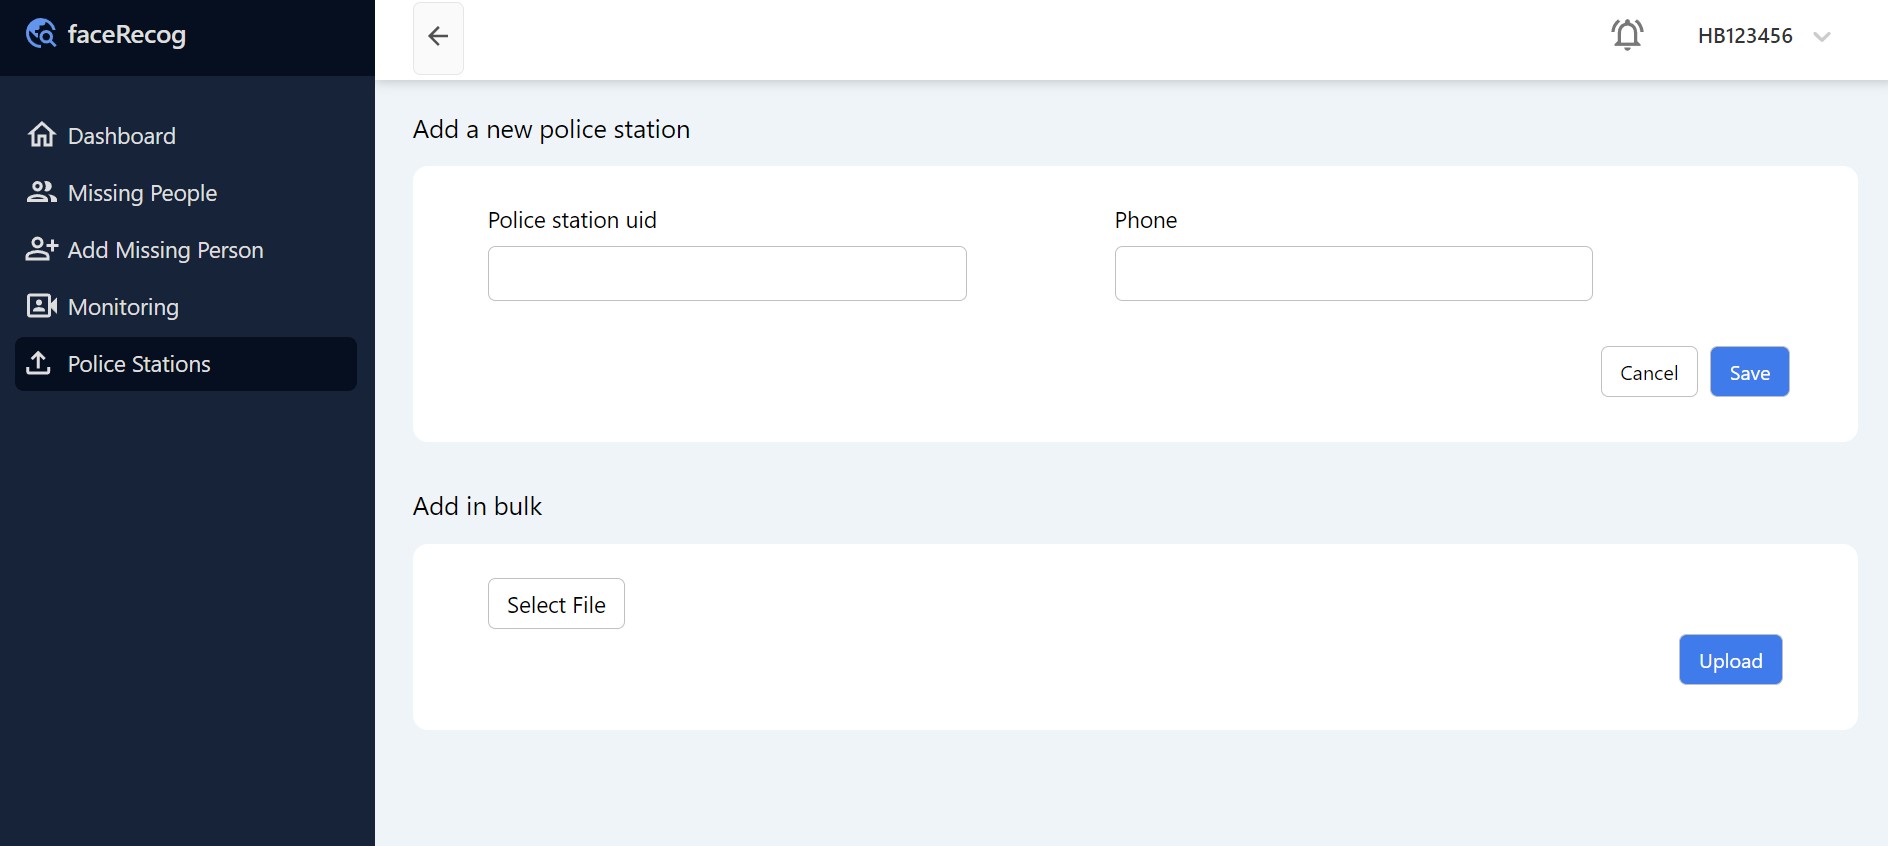 faceRecog
HB123456
Dashboard
Missing People
Add Missing Person
Monitoring
Police Stations
Add a new police station
Police station uid
Phone
Cancel
Save
Add in bulk
Select File
Upload